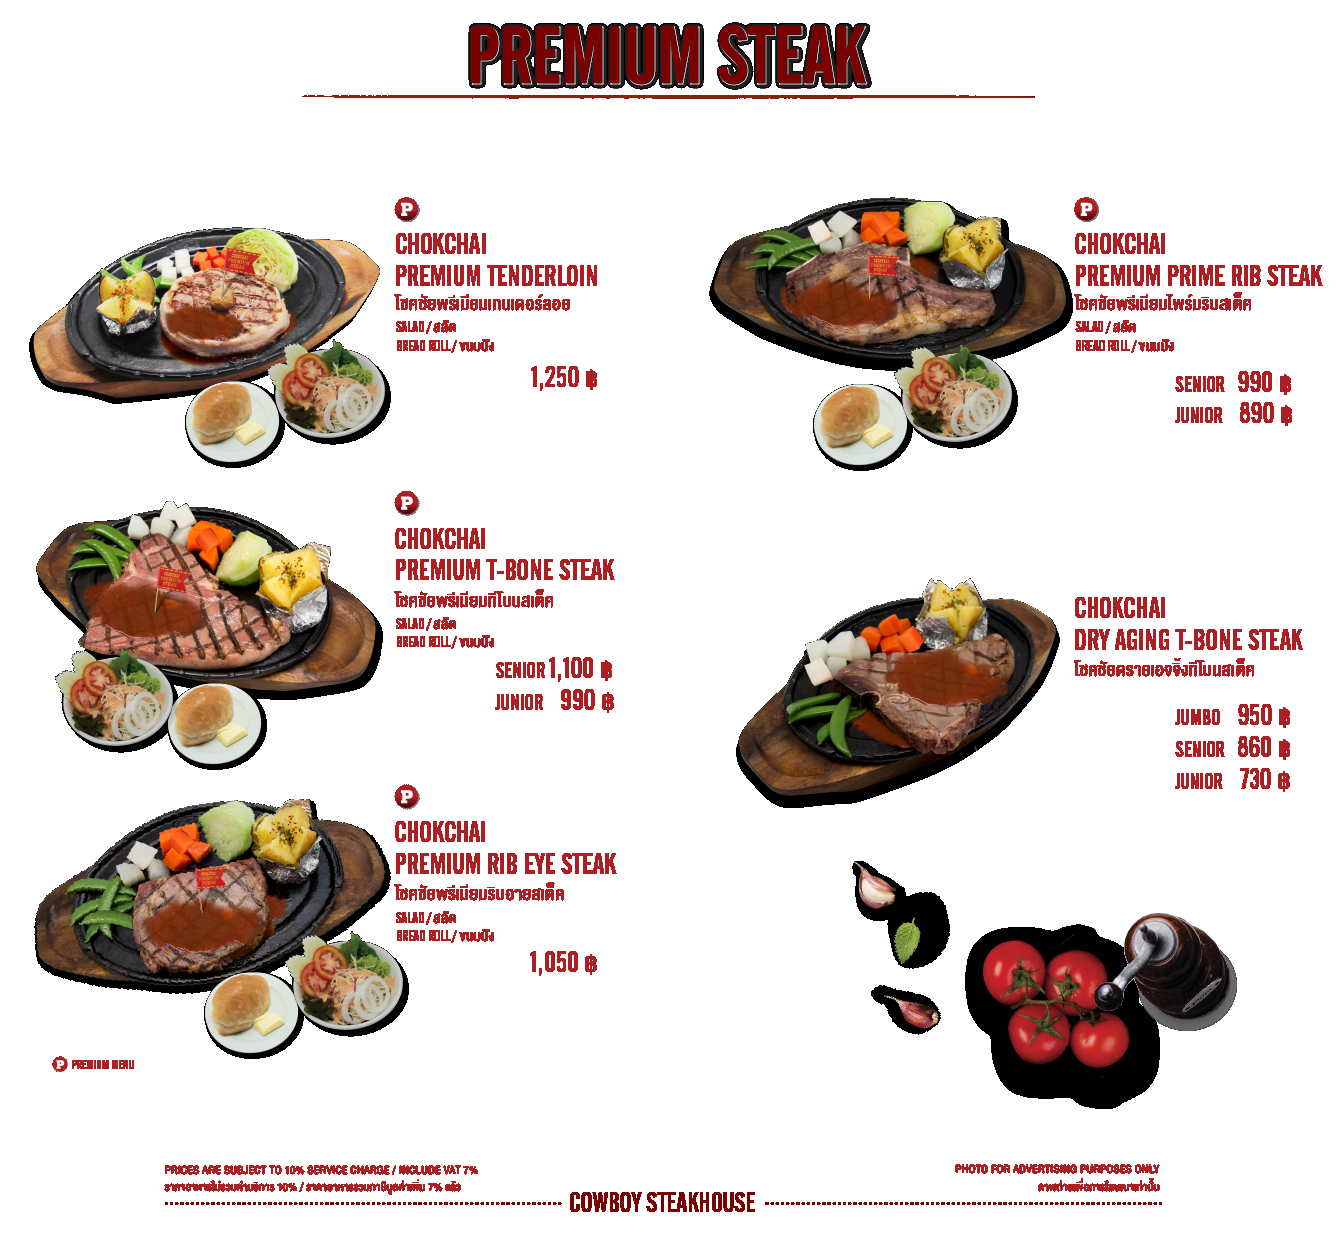 PREMIUM STEAK
P
CHOKCHAI
PREMIUM TENDERLOIN
โชคชัยพรีเมียมเทนเดอร์ลอย
SALAD / สลัด
BREAD ROLL / ขนมปัง
1,250 ฿
P
CHOKCHAI
PREMIUM PRIME RIB STEAK
โชคชัยพรีเมียมไพร์มริบสเต็ค
SALAD / สลัด
BREAD ROLL / ขนมปัง
SENIOR 990 ฿
JUNIOR 890 ฿
P
CHOKCHAI
PREMIUM T-BONE STEAK
โชคชัยพรีเมียมทีโบนสเต็ค
SALAD / สลัด
BREAD ROLL / ขนมปัง
SENIOR 1,100 ฿
JUNIOR 990 ฿
CHOKCHAI
DRY AGING T-BONE STEAK
โชคชัยดรายเอจจิ้งทีโบนสเต็ค
JUMBO 950 ฿
SENIOR 860 ฿
JUNIOR 730 ฿
P
CHOKCHAI
PREMIUM RIB EYE STEAK
โชคชัยพรีเมียมริบอายสเต็ค
SALAD / สลัด
BREAD ROLL / ขนมปัง
1,050 ฿
P PREMIUM MENU
PRICES ARE SUBJECT TO 10% SERVICE CHARGE / INCLUDE VAT 7%
ราคาอาหารไม่รวมค่าบริการ 10% / ราคาอาหารรวมภาษีมูลค่าเพิ่ม 7% แล้ว
PHOTO FOR ADVERTISING PURPOSES ONLY
ภาพถ่ายเพื่อการโฆษณาเท่านั้น
COWBOY STEAKHOUSE